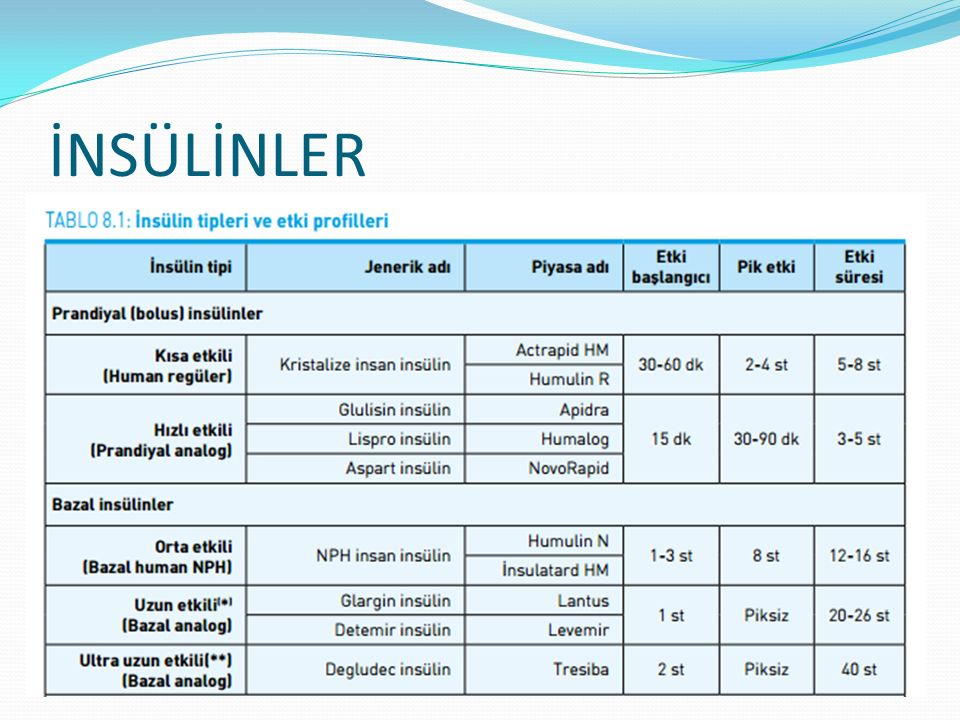 İNSÜLİNLER
TABLO 8.1: İnsülin tipleri ve etki profilleri
İnsülin tipi Jenerik adı Piyasa adı Etki başlangıcı Pik etki Etki süresi
Prandiyal (bolus) insülinler
Kısa etkili (Human regüler) Kristalize insan insülin Actrapid HM 30-60 dk 2-4 st 5-8 st
Humulin R
Hızlı etkili (Prandiyal analog) Glulisin insülin Apidra 15 dk 30-90 dk 3-5 st
Lispro insülin Humalog
Aspart insülin NovoRapid
Bazal insülinler
Orta etkili (Bazal human NPH) NPH insan insülin Humulin N 1-3 st 8 st 12-16 st
İnsulatard HM
Uzun etkili(*) (Bazal analog) Glargin insülin Lantus 1 st Piksiz 20-26 st
Detemir insülin Levemir
Ultra uzun etkili(**) (Bazal analog) Degludec insülin Tresiba 2 st Piksiz 40 st